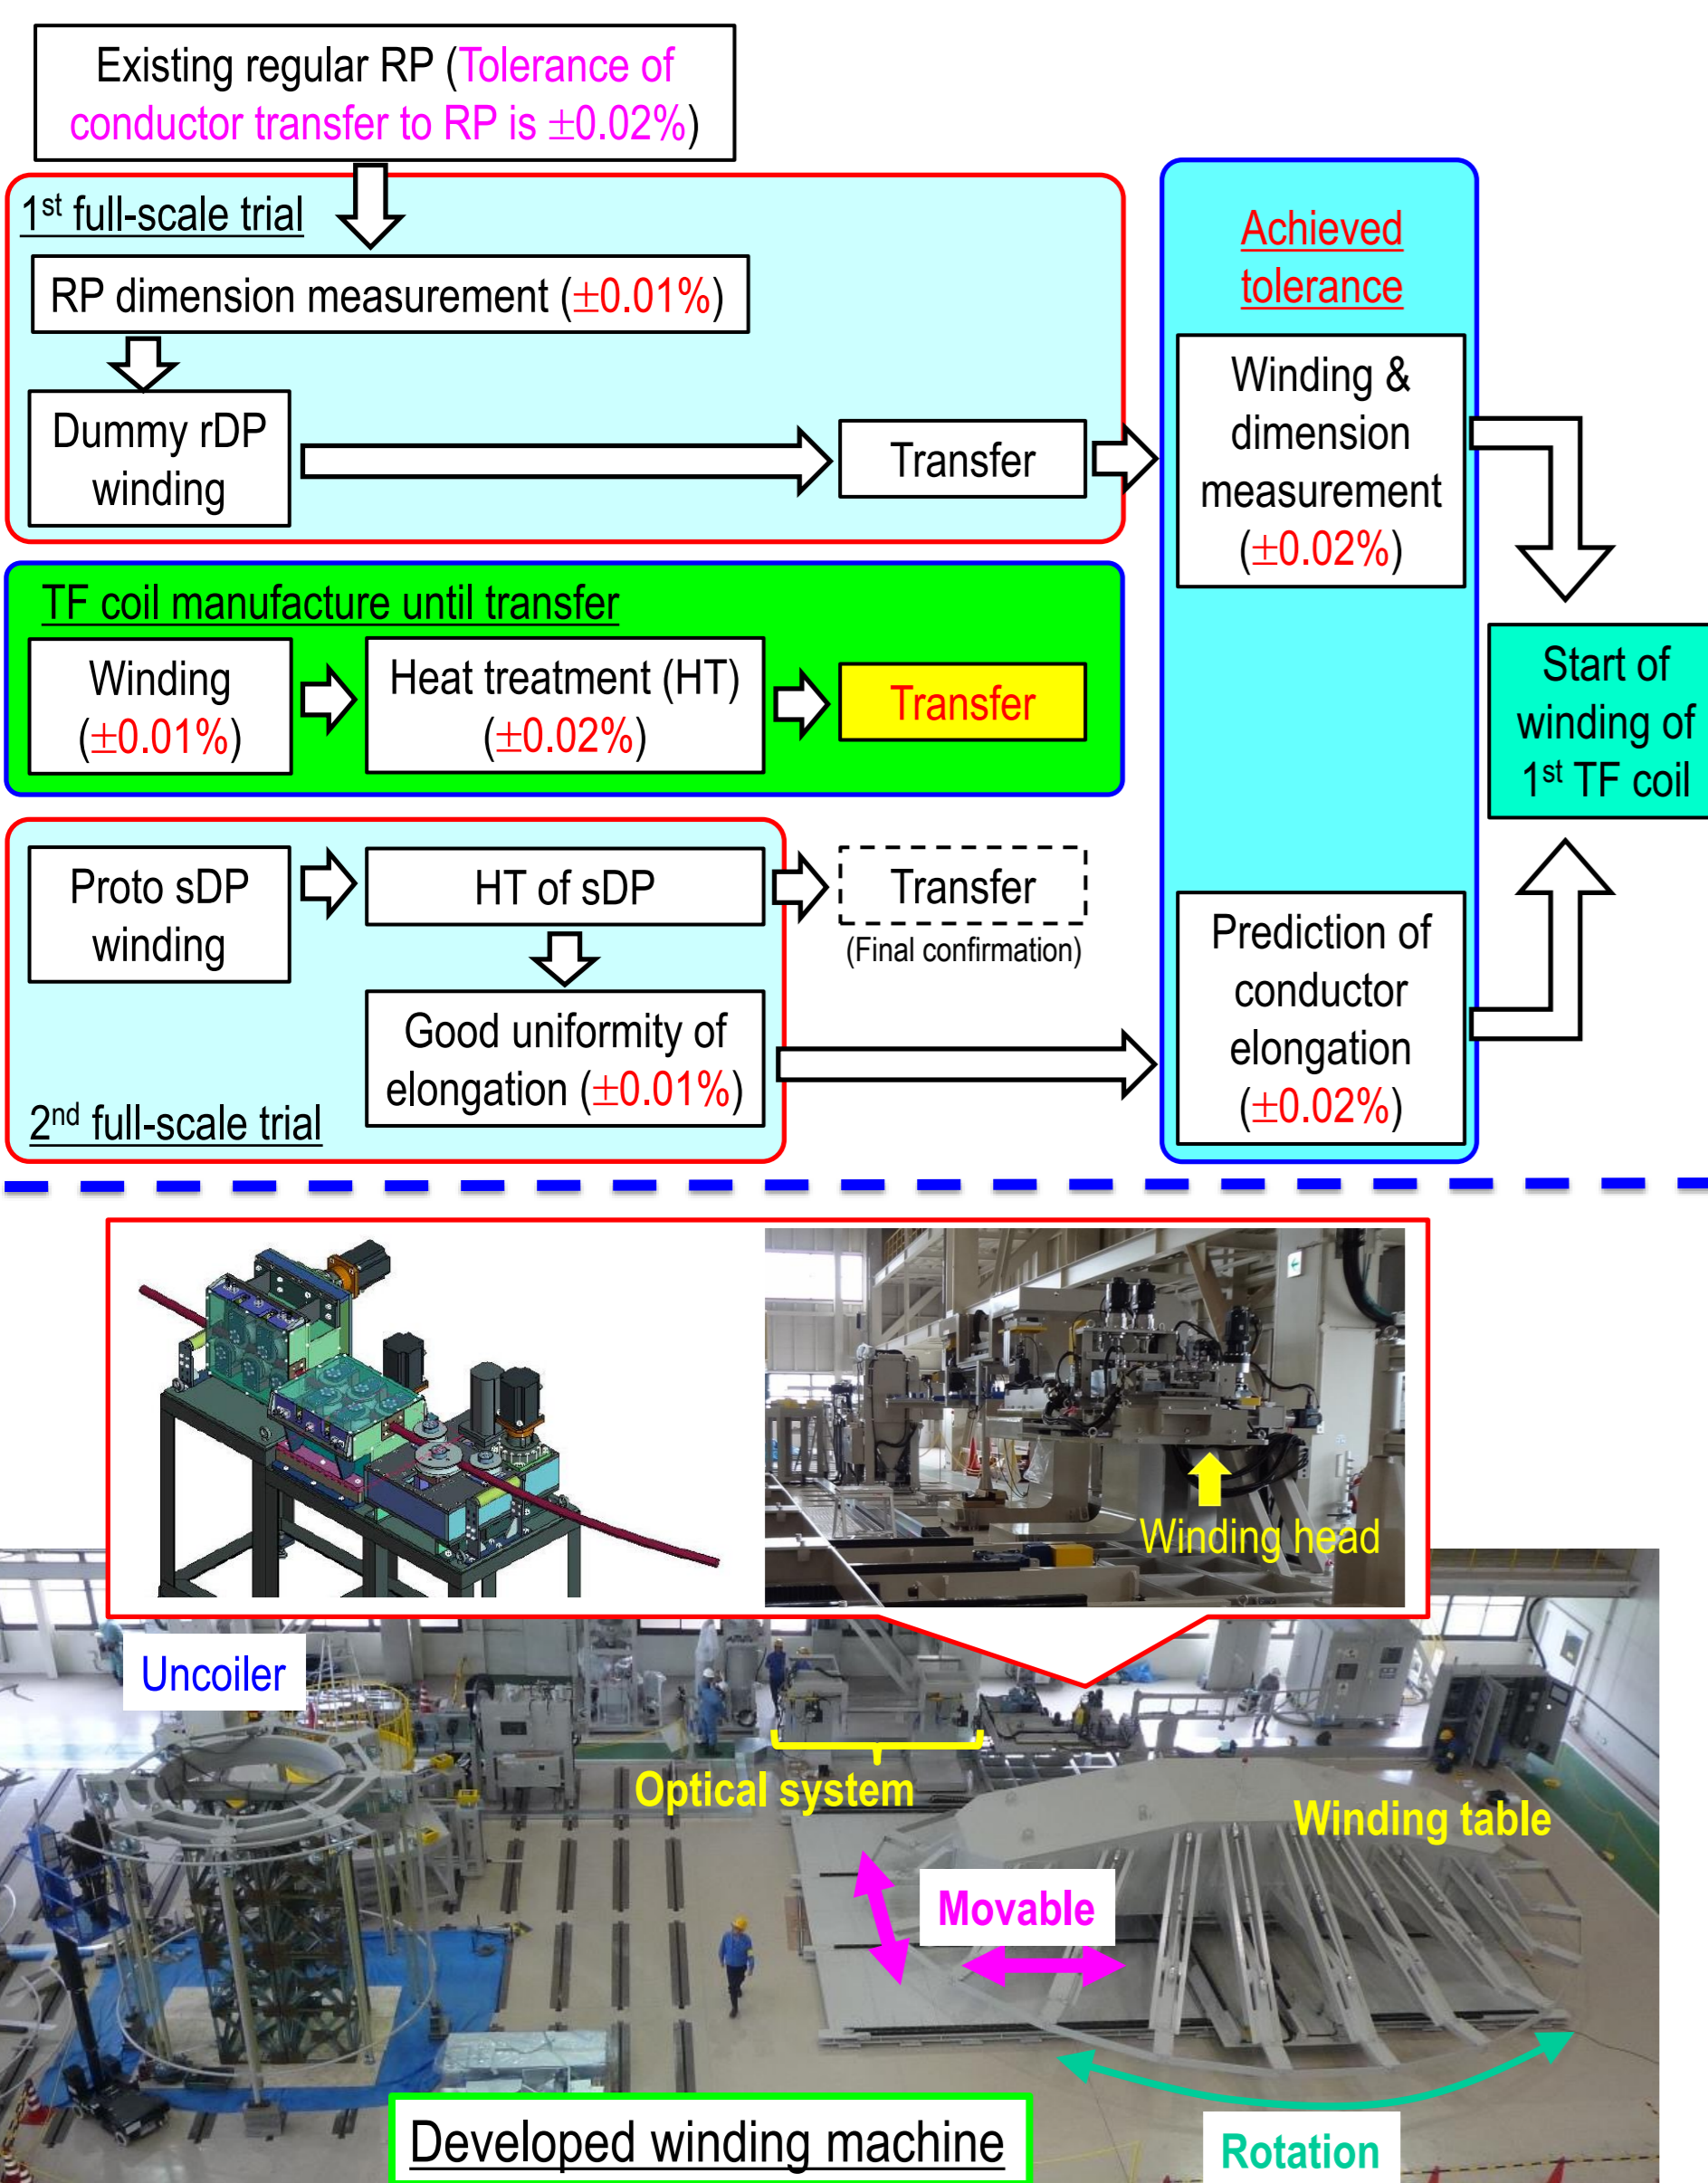 Existing regular RP (Tolerance of
conductor transfer to RP is ±0.02%)
1st full-scale trial
RP dimension measurement (±0.01%)
Dummy rDP
winding
Transfer
Achieved
tolerance
Winding &
dimension
measurement
(±0.02%)
TF coil manufacture until transfer
Winding
(±0.01%)
Heat treatment (HT)
(±0.02%)
Transfer
Start of
winding of
1st TF coil
Proto sDP
winding
HT of sDP
Transfer
(Final confirmation)
Good uniformity of
elongation (±0.01%)
2nd full-scale trial
Prediction of
conductor
elongation
(±0.02%)
Winding head
Uncoiler
Optical system
Winding table
Movable
Rotation
Developed winding machine